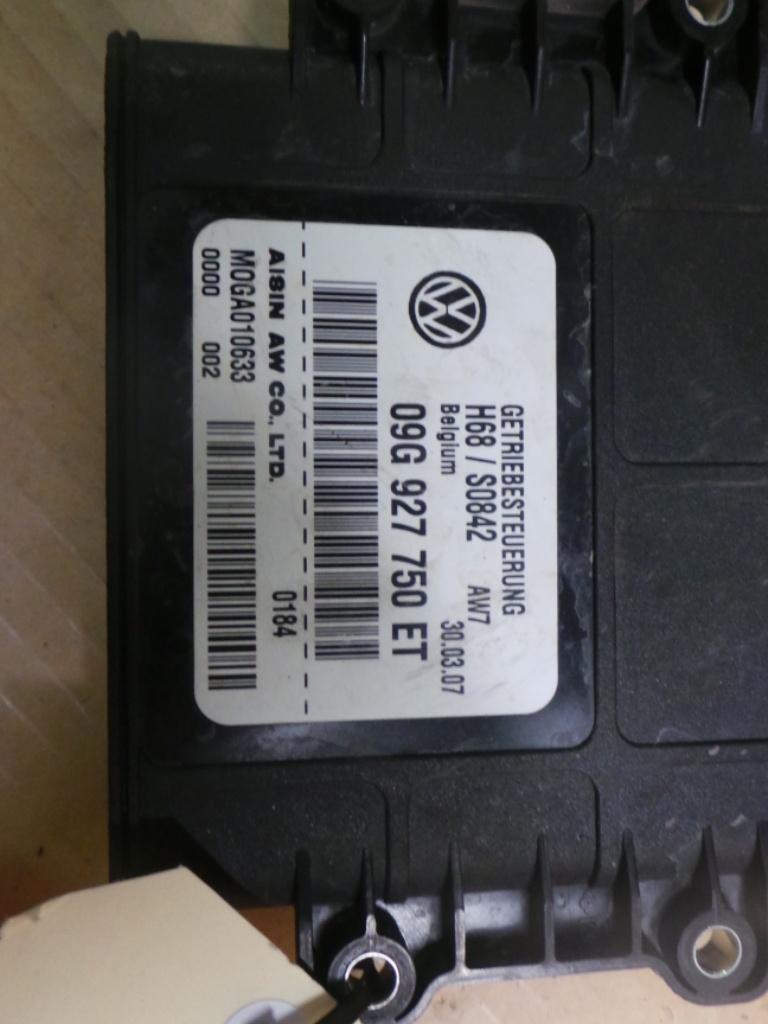 GETRIEBESTEUERUNG
H68 / S0842 AW7
Belgium 30.03.07
09G 927 750 ET
AISIN AW CO., LTD. 0184
M0GA010633
0000 002